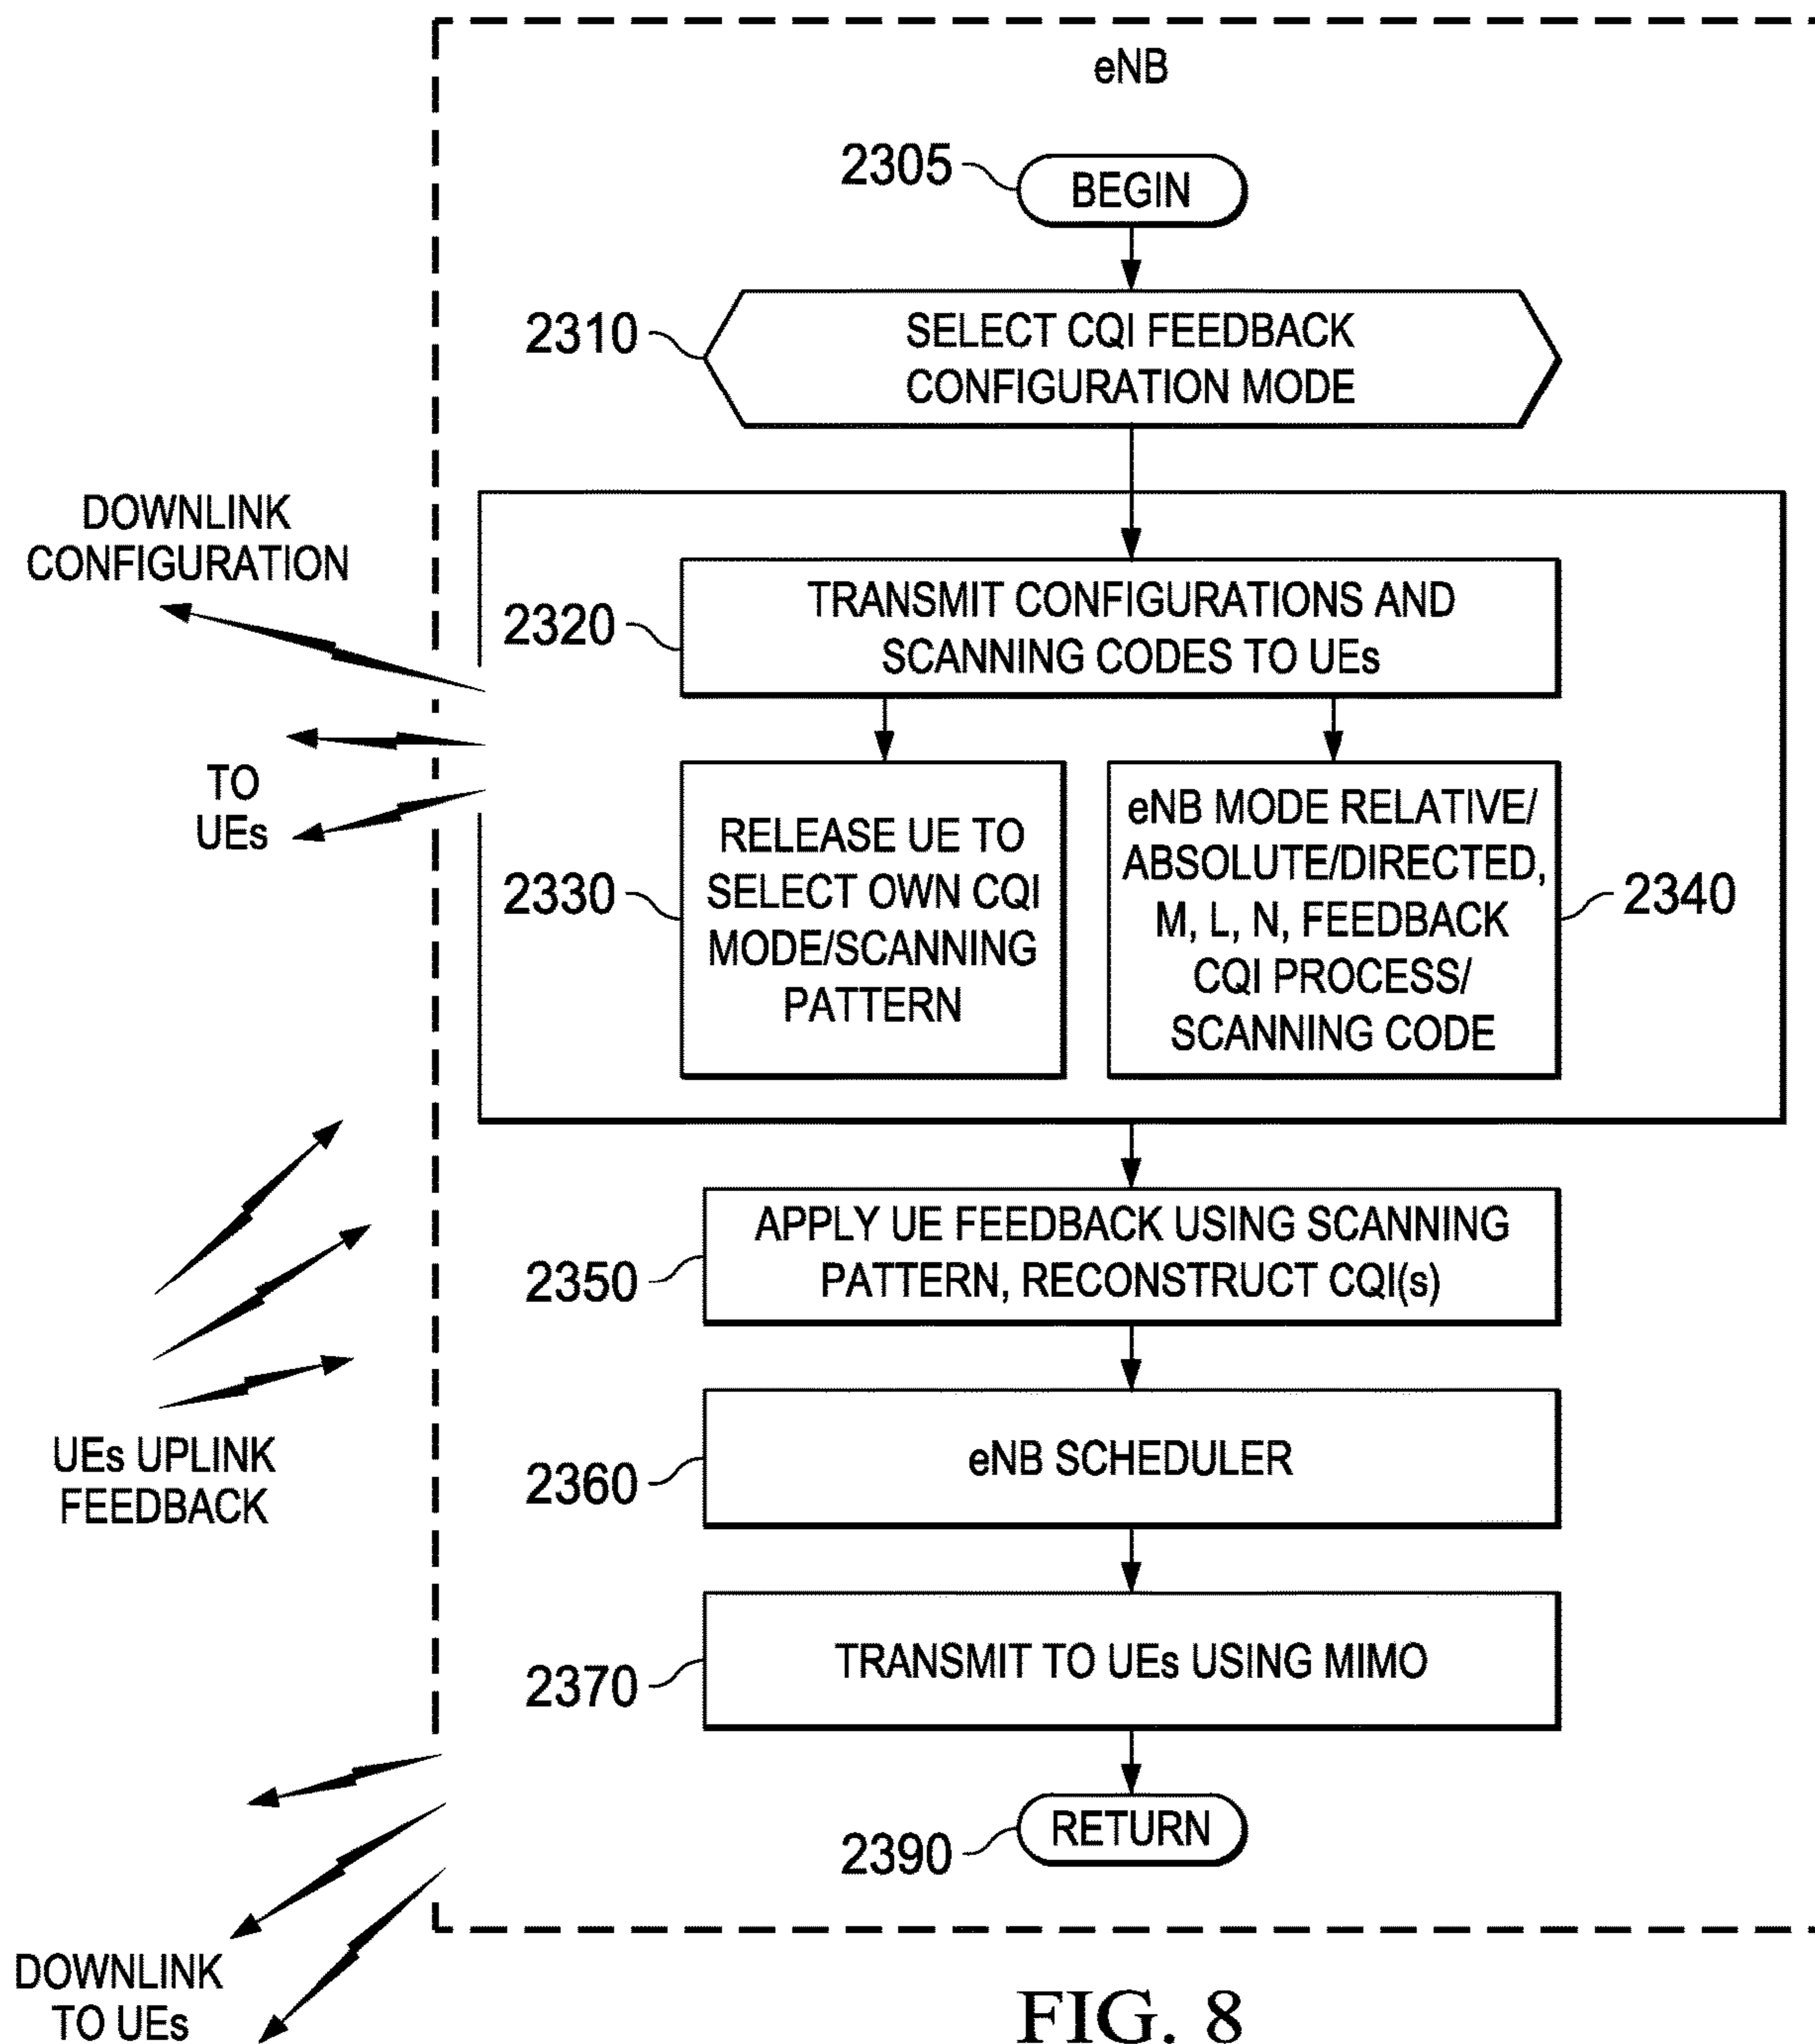 eNB
2305
BEGIN
2310
SELECT CQI FEEDBACK
CONFIGURATION MODE
DOWNLINK
CONFIGURATION
TO
UEs
2320
TRANSMIT CONFIGURATIONS AND
SCANNING CODES TO UEs
2330
RELEASE UE TO
SELECT OWN CQI
MODE/SCANNING
PATTERN
eNB MODE RELATIVE/
ABSOLUTE/DIRECTED,
M, L, N, FEEDBACK
CQI PROCESS/
SCANNING CODE
2340
2350
APPLY UE FEEDBACK USING SCANNING
PATTERN, RECONSTRUCT CQI(s)
UEs UPLINK
FEEDBACK
2360
eNB SCHEDULER
2370
TRANSMIT TO UEs USING MIMO
2390
RETURN
DOWNLINK
TO UEs
FIG. 8